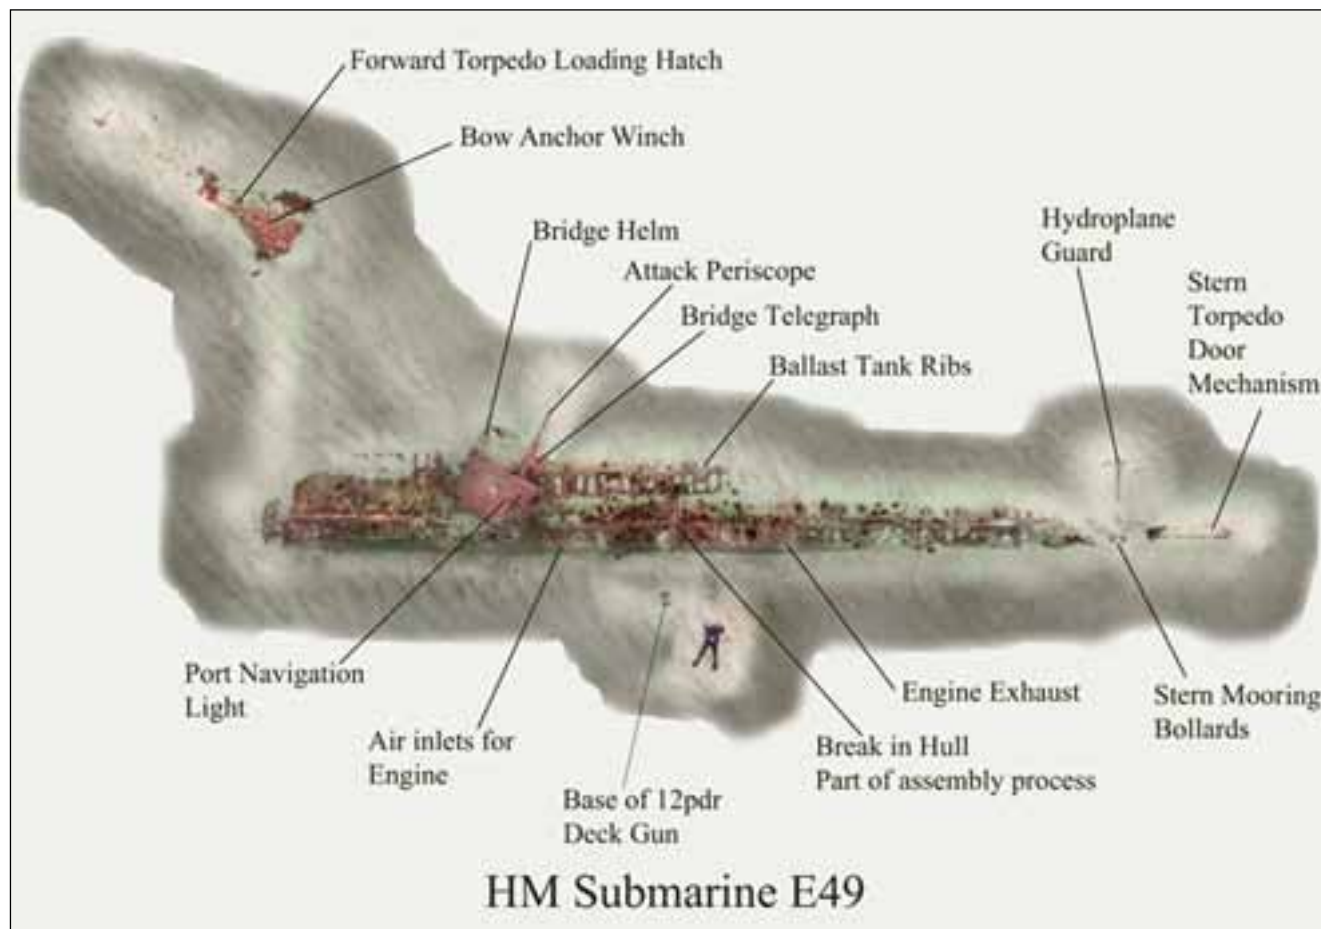 Forward Torpedo Loading Hatch
Bow Anchor Winch
Bridge Helm
Attack Periscope
Bridge Telegraph
Ballast Tank Ribs
Hydroplane
Guard
Stern
Torpedo
Door
Mechanism
Port Navigation
Light
Air inlets for
Engine
Base of 12pdr
Deck Gun
Break in Hull
Part of assembly process
Engine Exhaust
Stern Mooring
Bollards
HM Submarine E49